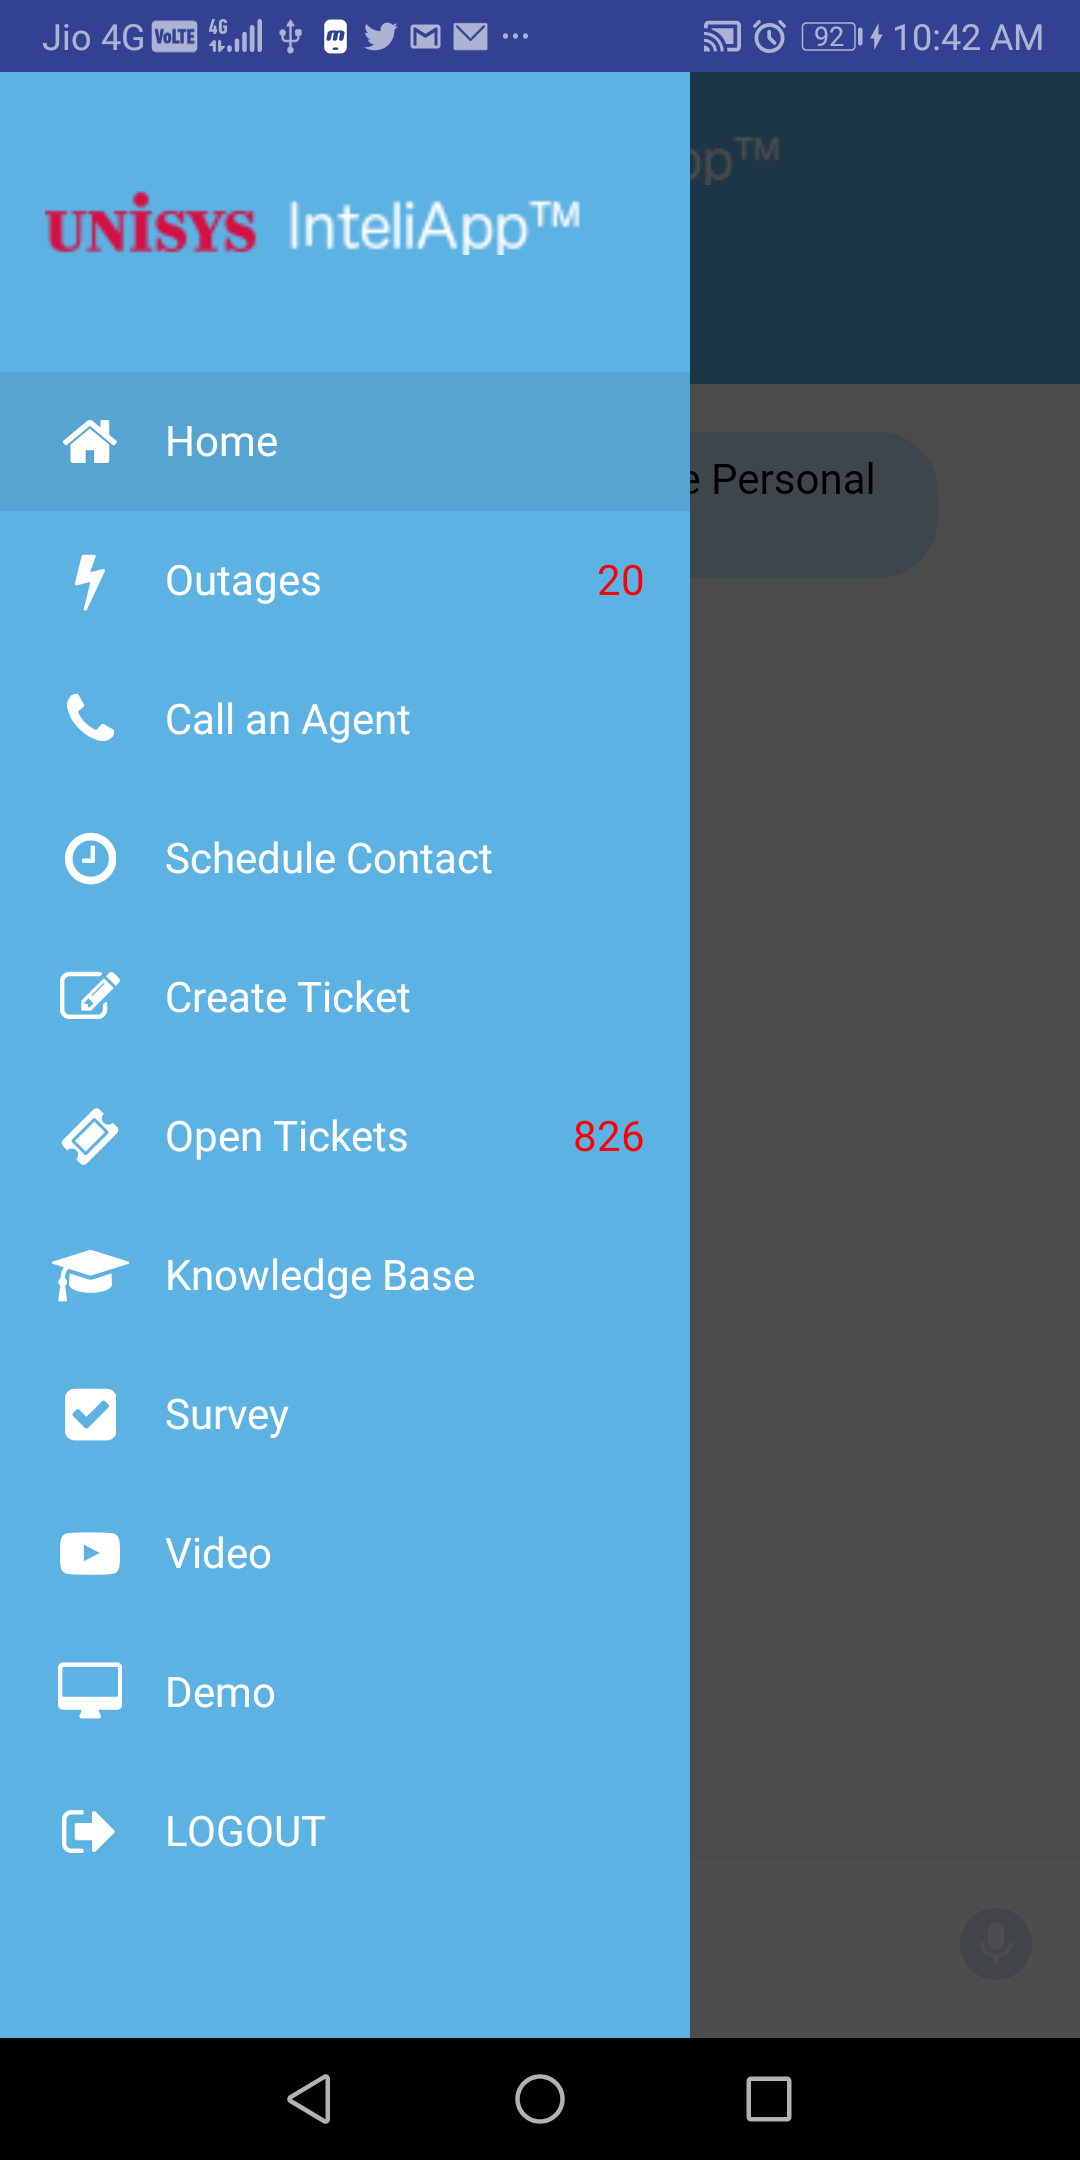 Jio 4G VoLTE 4G 92 10:42 AM
UNiSYS InteliApp™
pp™
Home
e Personal
Outages 20
Call an Agent
Schedule Contact
Create Ticket
Open Tickets 826
Knowledge Base
Survey
Video
Demo
LOGOUT